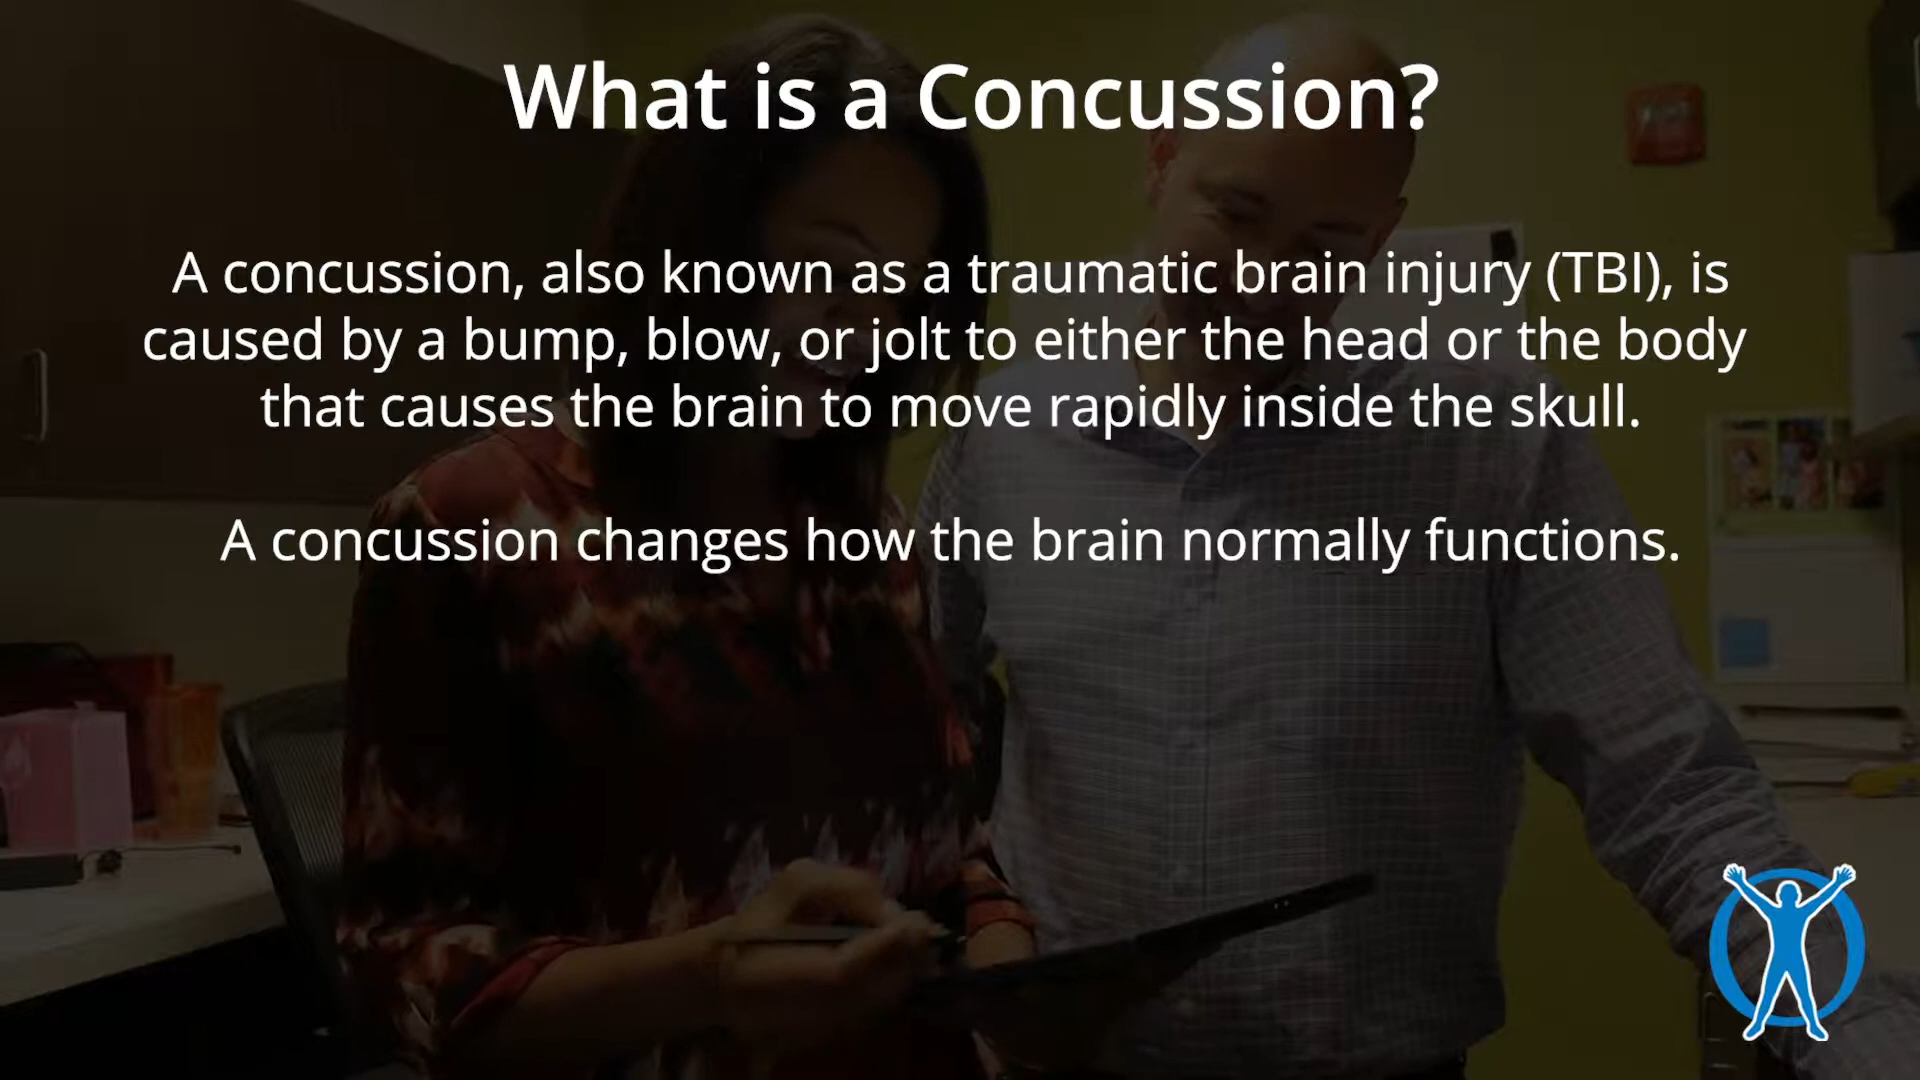 What is a Concussion?
A concussion, also known as a traumatic brain injury (TBI), is
caused by a bump, blow, or jolt to either the head or the body
that causes the brain to move rapidly inside the skull.
A concussion changes how the brain normally functions.